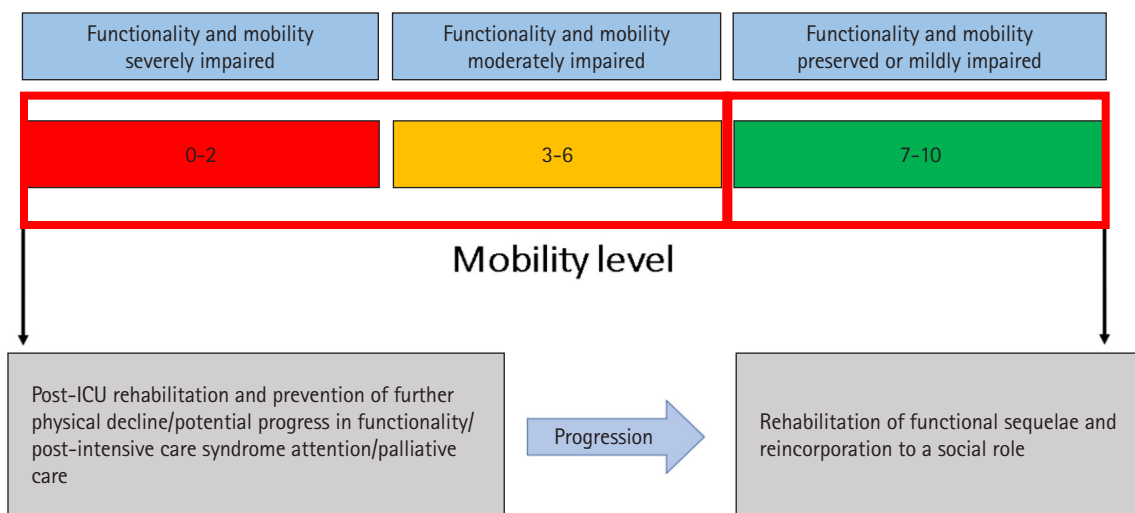 Functionality and mobility
severely impaired
Functionality and mobility
moderately impaired
Functionality and mobility
preserved or mildly impaired
0-2
3-6
7-10
Mobility level
Post-ICU rehabilitation and prevention of further
physical decline/potential progress in functionality/
post-intensive care syndrome attention/palliative
care
Progression
Rehabilitation of functional sequelae and
reincorporation to a social role